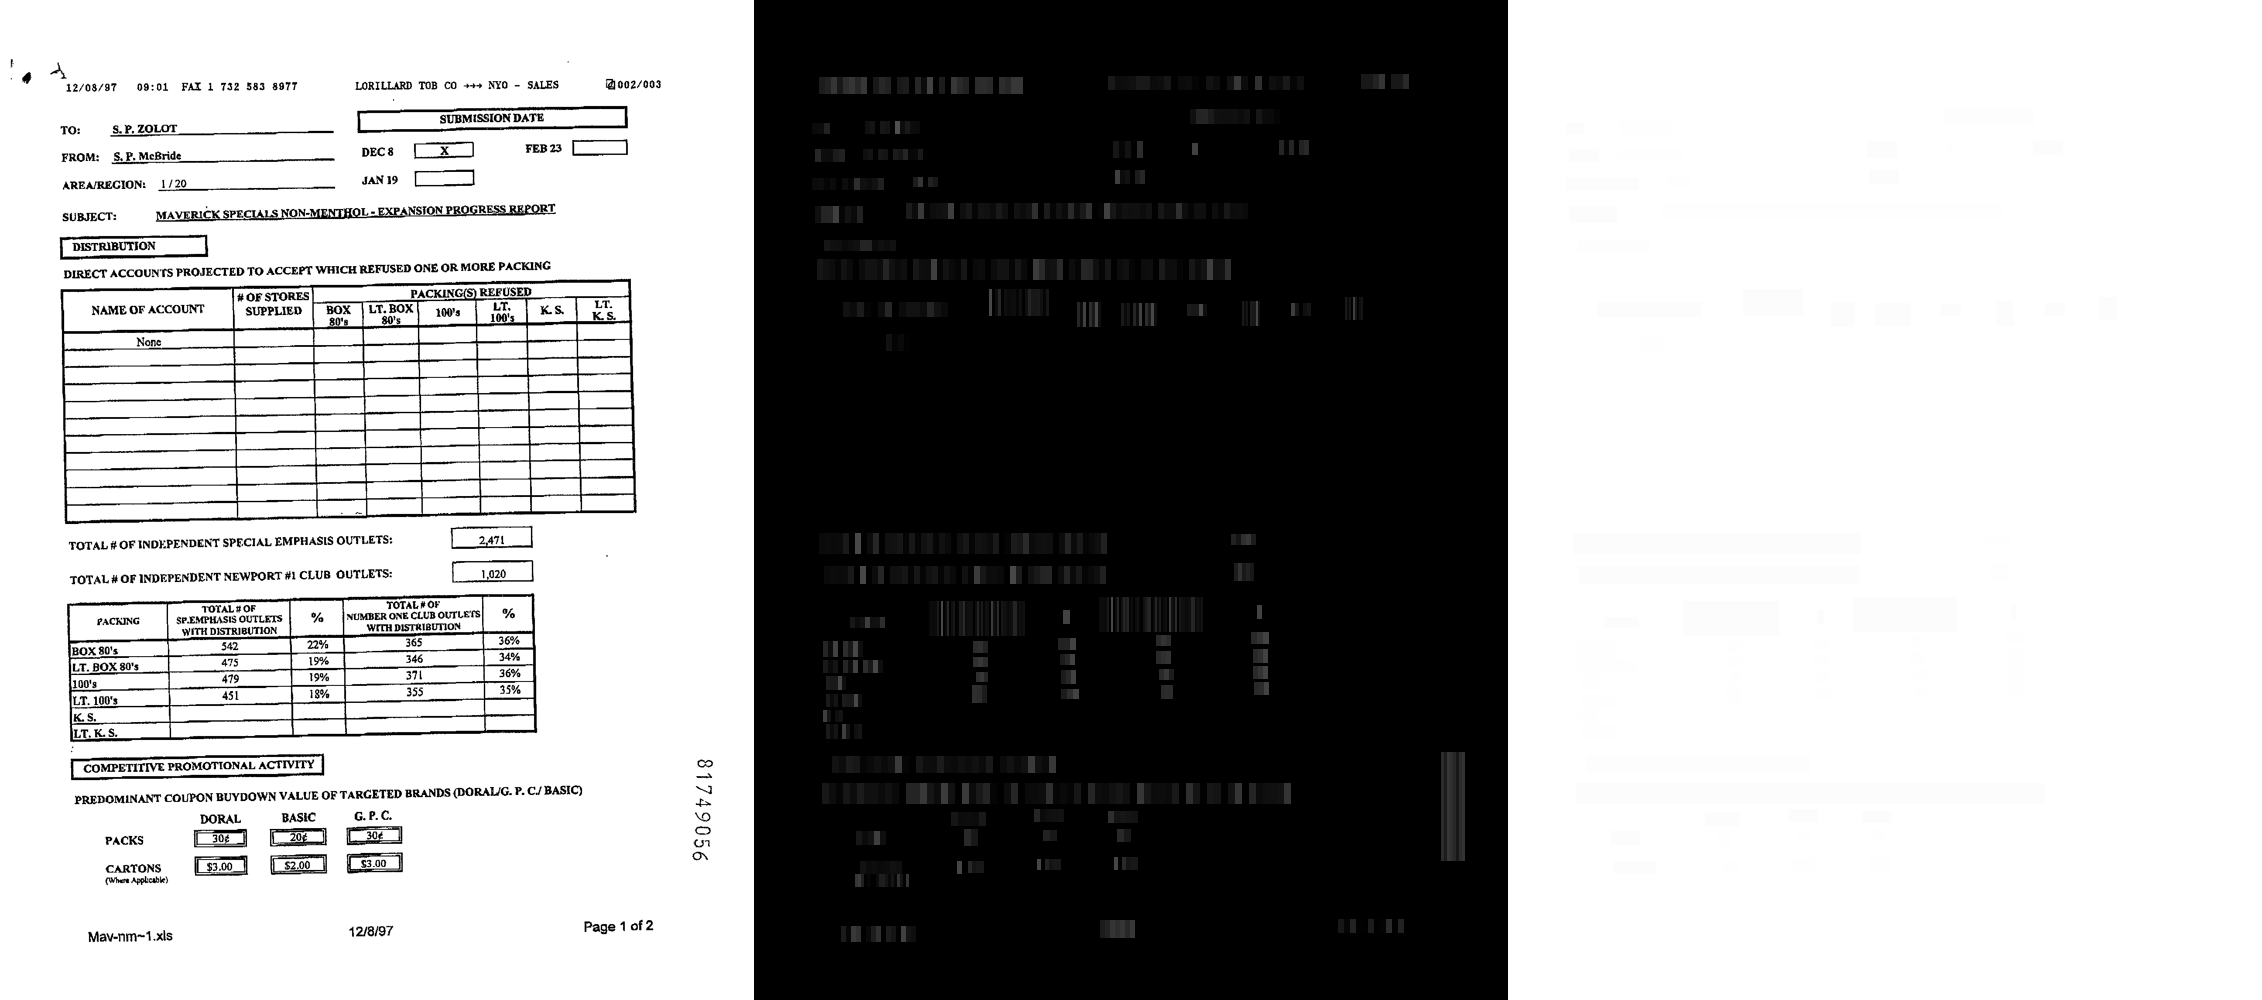 12/08/97 09:01 FAX 1 732 583 8977 LORILLARD TOB CO →→→ NYO - SALES 002/003
SUBMISSION DATE
TO: S. P. ZOLOT
FROM: S. P. McBride DEC 8 X FEB 23
AREA/REGION: 1 / 20 JAN 19
SUBJECT: MAVERICK SPECIALS NON-MENTHOL - EXPANSION PROGRESS REPORT
DISTRIBUTION
DIRECT ACCOUNTS PROJECTED TO ACCEPT WHICH REFUSED ONE OR MORE PACKING
NAME OF ACCOUNT # OF STORES SUPPLIED PACKING(S) REFUSED
BOX 80's LT. BOX 80's 100's LT. 100's K. S. LT. K. S.
None
TOTAL # OF INDEPENDENT SPECIAL EMPHASIS OUTLETS: 2,471
TOTAL # OF INDEPENDENT NEWPORT #1 CLUB OUTLETS: 1,020
PACKING TOTAL # OF SP.EMPHASIS OUTLETS WITH DISTRIBUTION % TOTAL # OF NUMBER ONE CLUB OUTLETS WITH DISTRIBUTION %
BOX 80's 542 22% 365 36%
LT. BOX 80's 475 19% 346 34%
100's 479 19% 371 36%
LT. 100's 451 18% 355 35%
K. S.
LT. K. S.
COMPETITIVE PROMOTIONAL ACTIVITY
PREDOMINANT COUPON BUYDOWN VALUE OF TARGETED BRANDS (DORAL/G. P. C./ BASIC)
DORAL BASIC G. P. C.
PACKS 30¢ 20¢ 30¢
CARTONS $3.00 $2.00 $3.00
(Where Applicable)
81749056
Mav-nm~1.xls 12/8/97 Page 1 of 2